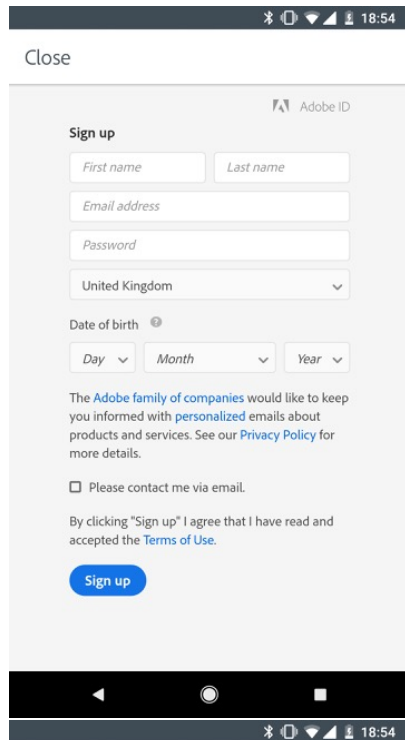 18:54
Close
Adobe ID
Sign up
First name Last name
Email address
Password
United Kingdom
Date of birth ?
Day Month Year
The Adobe family of companies would like to keep
you informed with personalized emails about
products and services. See our Privacy Policy for
more details.
Please contact me via email.
By clicking "Sign up" I agree that I have read and
accepted the Terms of Use.
Sign up
18:54